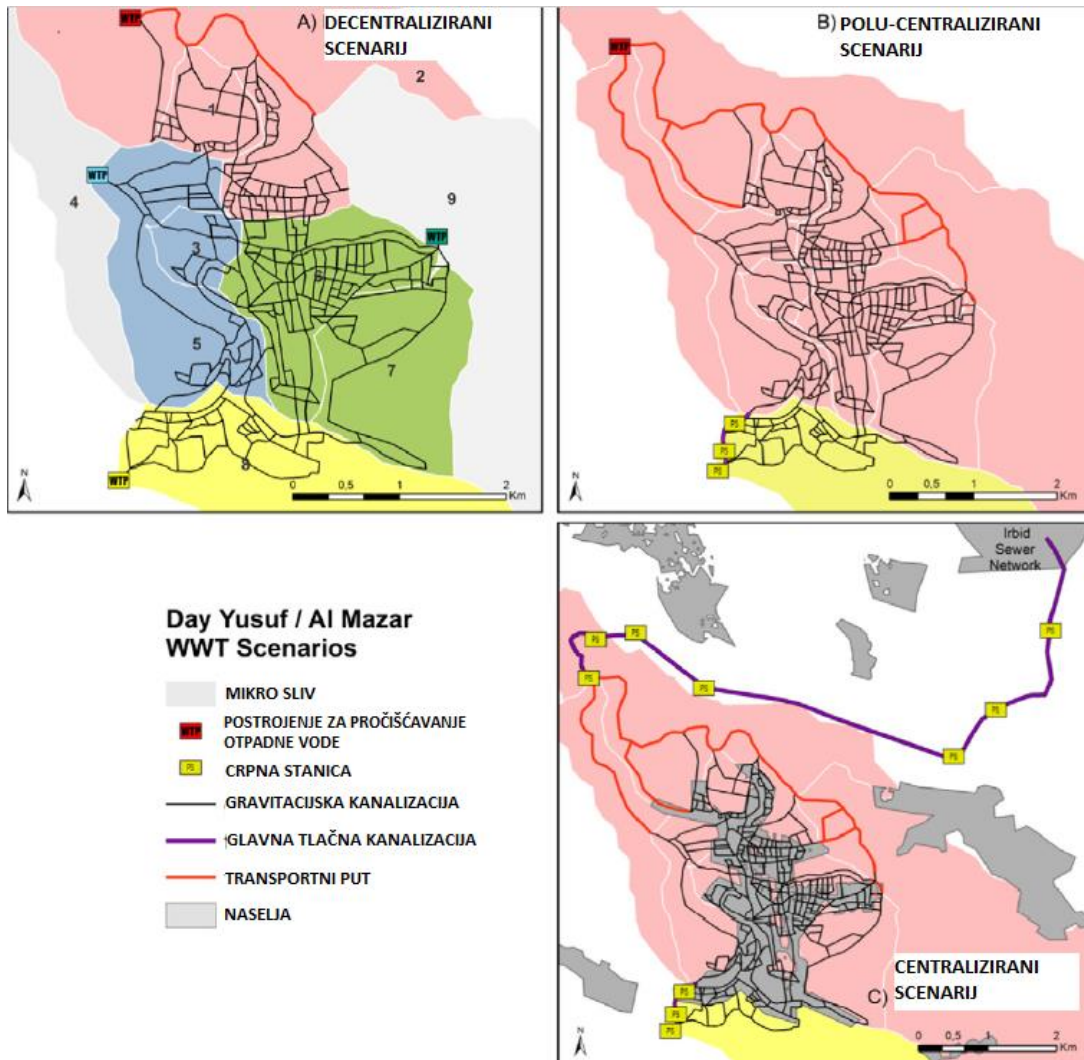 A) DECENTRALIZIRANI
SCENARIJ
WTP
1
2
WTP
4
9
3
WTP
6
5
7
8
WTP
N
0 0,5 1 2
Km
B) POLU-CENTRALIZIRANI
SCENARIJ
WTP
PS
PS
PS
N
0 0,5 1 2
Km
Day Yusuf / Al Mazar
WWT Scenarios
MIKRO SLIV
WTP POSTROJENJE ZA PROČIŠĆAVANJE
OTPADNE VODE
PS CRPNA STANICA
GRAVITACIJSKA KANALIZACIJA
GLAVNA TLAČNA KANALIZACIJA
TRANSPORTNI PUT
NASELJA
Irbid
Sewer
Network
PS
PS
PS
PS
PS
PS
PS
CENTRALIZIRANI
C) SCENARIJ
PS
PS
PS
N
0 0,5 1 2
Km